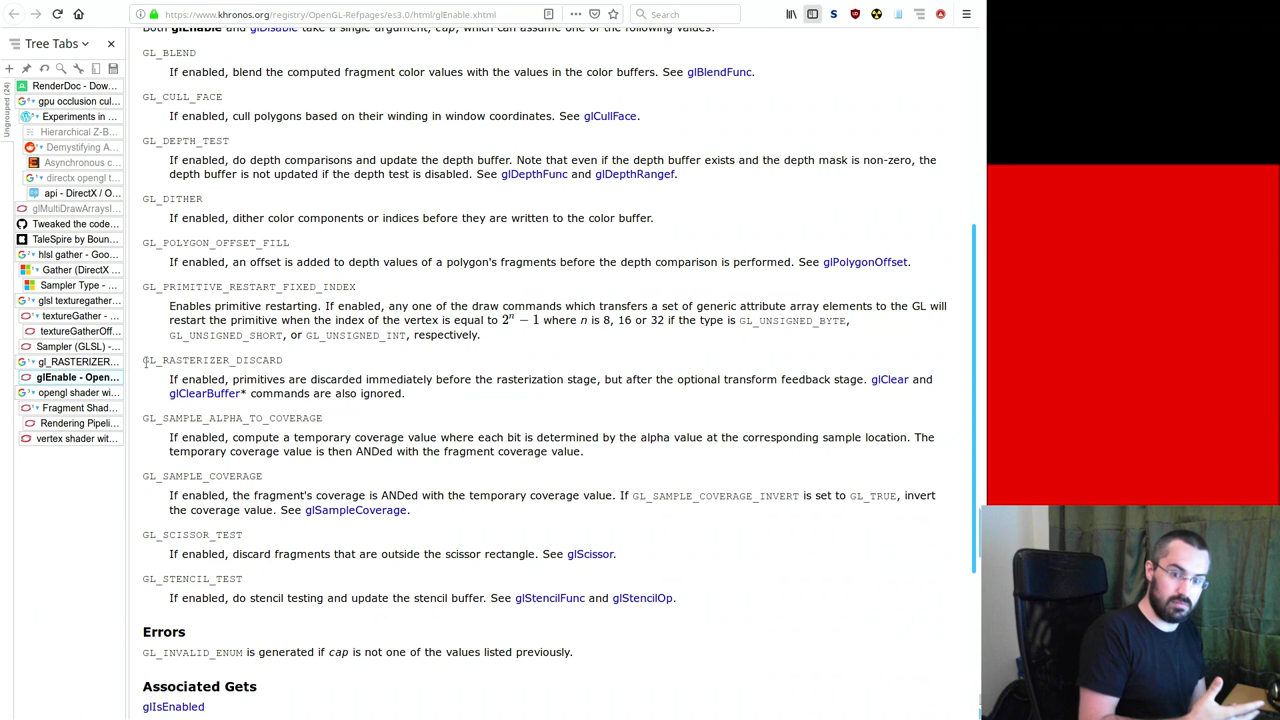 https://www.khronos.org/registry/OpenGL-Refpages/es3.0/html/glEnable.xhtml
Search
Tree Tabs
Ungrouped (24)
RenderDoc - Dow...
gpu occlusion cul...
Experiments in ...
Hierarchical Z-B...
Demystifying A...
Asynchronous c...
directx opengl t...
api - DirectX / O...
glMultiDrawArraysI...
Tweaked the code...
TaleSpire by Boun...
hlsl gather - Goo...
Gather (DirectX ...
Sampler Type - ...
glsl texturegather...
textureGather - ...
textureGatherOff...
Sampler (GLSL) -...
gl_RASTERIZER...
glEnable - Open...
opengl shader wi...
Fragment Shad...
Rendering Pipeli...
vertex shader wit...
Both glEnable and glDisable take a single argument, cap, which can assume one of the following values:
GL_BLEND
If enabled, blend the computed fragment color values with the values in the color buffers. See glBlendFunc.
GL_CULL_FACE
If enabled, cull polygons based on their winding in window coordinates. See glCullFace.
GL_DEPTH_TEST
If enabled, do depth comparisons and update the depth buffer. Note that even if the depth buffer exists and the depth mask is non-zero, the
depth buffer is not updated if the depth test is disabled. See glDepthFunc and glDepthRangef.
GL_DITHER
If enabled, dither color components or indices before they are written to the color buffer.
GL_POLYGON_OFFSET_FILL
If enabled, an offset is added to depth values of a polygon's fragments before the depth comparison is performed. See glPolygonOffset.
GL_PRIMITIVE_RESTART_FIXED_INDEX
Enables primitive restarting. If enabled, any one of the draw commands which transfers a set of generic attribute array elements to the GL will
restart the primitive when the index of the vertex is equal to 2ⁿ − 1 where n is 8, 16 or 32 if the type is GL_UNSIGNED_BYTE,
GL_UNSIGNED_SHORT, or GL_UNSIGNED_INT, respectively.
GL_RASTERIZER_DISCARD
If enabled, primitives are discarded immediately before the rasterization stage, but after the optional transform feedback stage. glClear and
glClearBuffer* commands are also ignored.
GL_SAMPLE_ALPHA_TO_COVERAGE
If enabled, compute a temporary coverage value where each bit is determined by the alpha value at the corresponding sample location. The
temporary coverage value is then ANDed with the fragment coverage value.
GL_SAMPLE_COVERAGE
If enabled, the fragment's coverage is ANDed with the temporary coverage value. If GL_SAMPLE_COVERAGE_INVERT is set to GL_TRUE, invert
the coverage value. See glSampleCoverage.
GL_SCISSOR_TEST
If enabled, discard fragments that are outside the scissor rectangle. See glScissor.
GL_STENCIL_TEST
If enabled, do stencil testing and update the stencil buffer. See glStencilFunc and glStencilOp.
Errors
GL_INVALID_ENUM is generated if cap is not one of the values listed previously.
Associated Gets
glIsEnabled